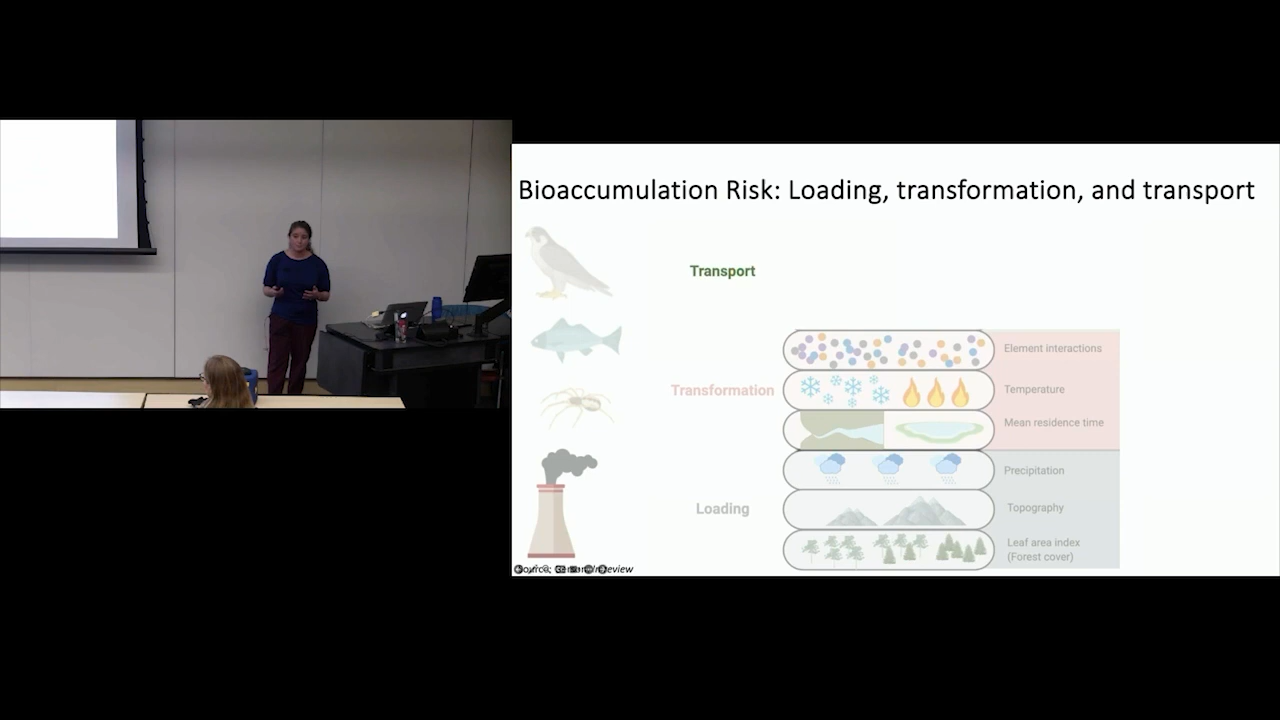 Bioaccumulation Risk: Loading, transformation, and transport
Transport
Element interactions
Transformation
Temperature
Mean residence time
Precipitation
Loading
Topography
Leaf area index
(Forest cover)
review